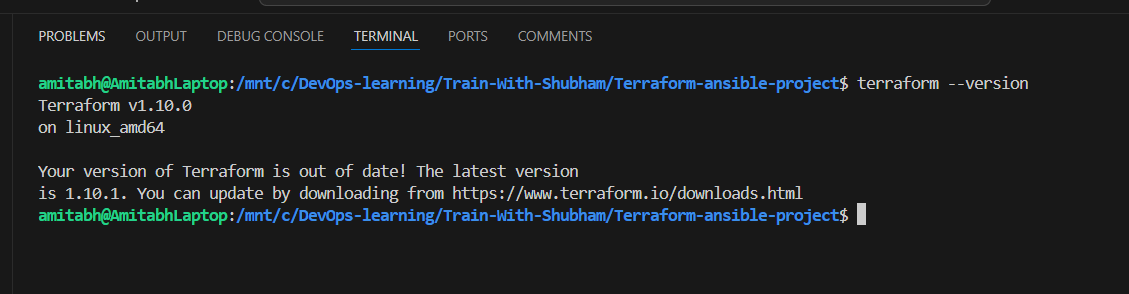 PROBLEMS OUTPUT DEBUG CONSOLE TERMINAL PORTS COMMENTS
amitabh@AmitabhLaptop:/mnt/c/DevOps-learning/Train-With-Shubham/Terraform-ansible-project$ terraform --version
Terraform v1.10.0
on linux_amd64
Your version of Terraform is out of date! The latest version
is 1.10.1. You can update by downloading from https://www.terraform.io/downloads.html
amitabh@AmitabhLaptop:/mnt/c/DevOps-learning/Train-With-Shubham/Terraform-ansible-project$